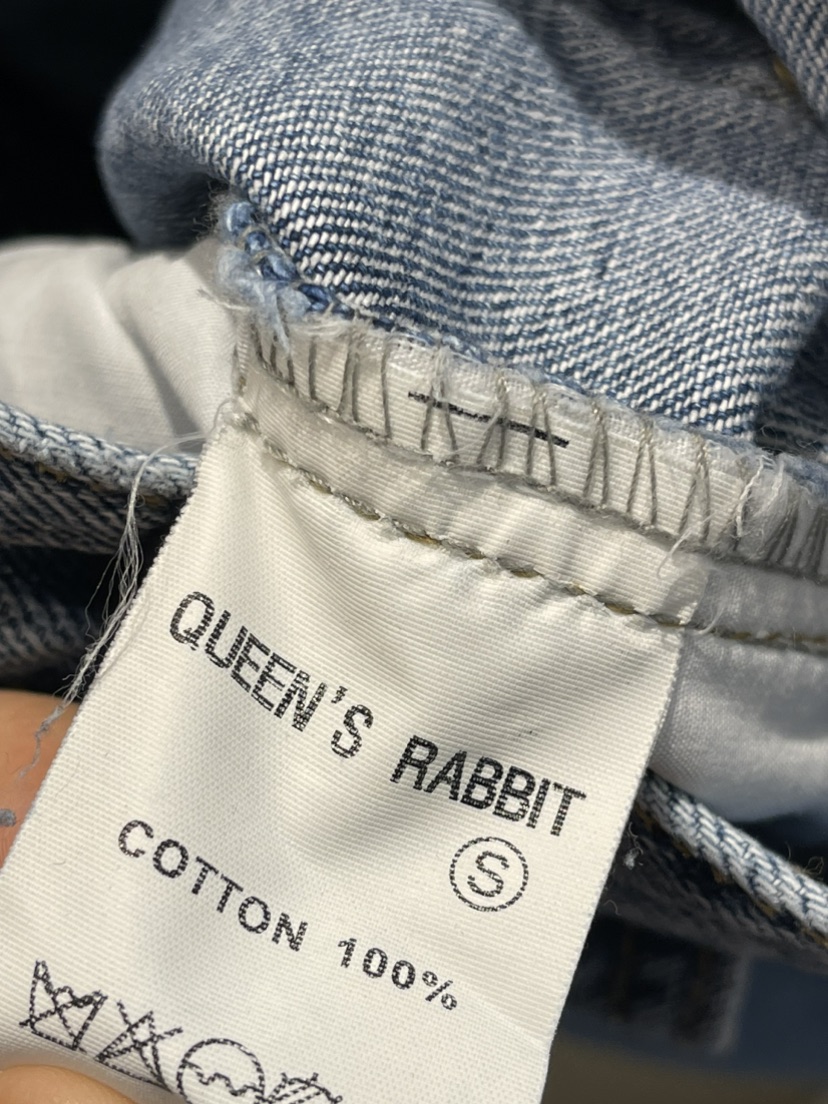 QUEEN'S RABBIT
S
COTTON 100%